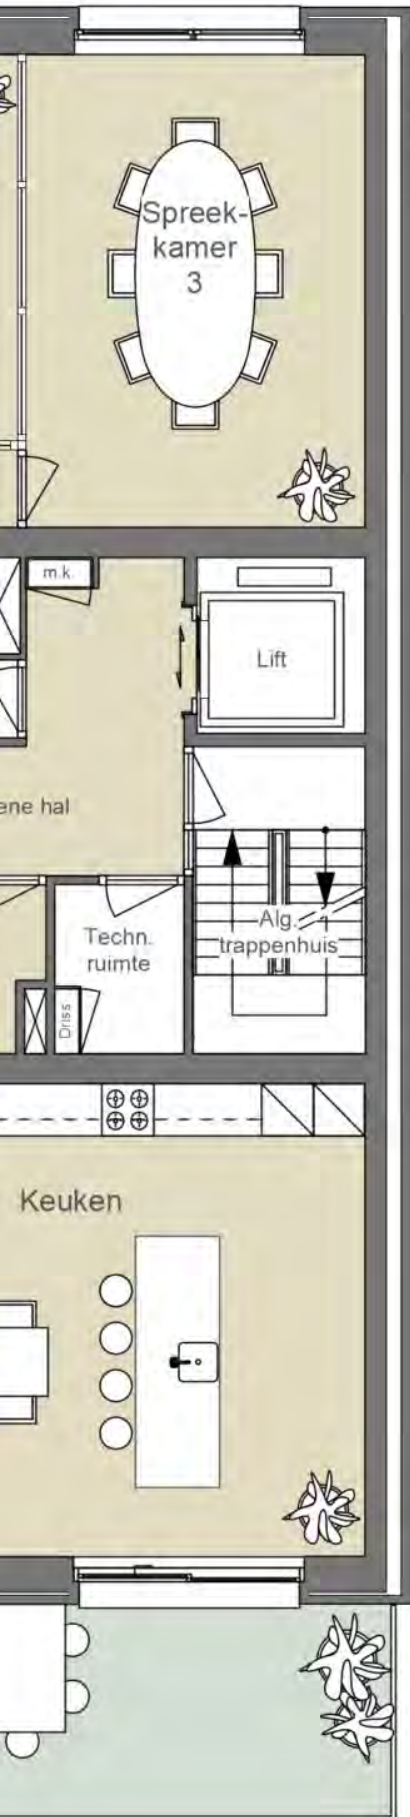 Spreek-
kamer
3
m.k.
Lift
ene hal
Techn.
ruimte
Alg.
trappenhuis
Driss
Keuken